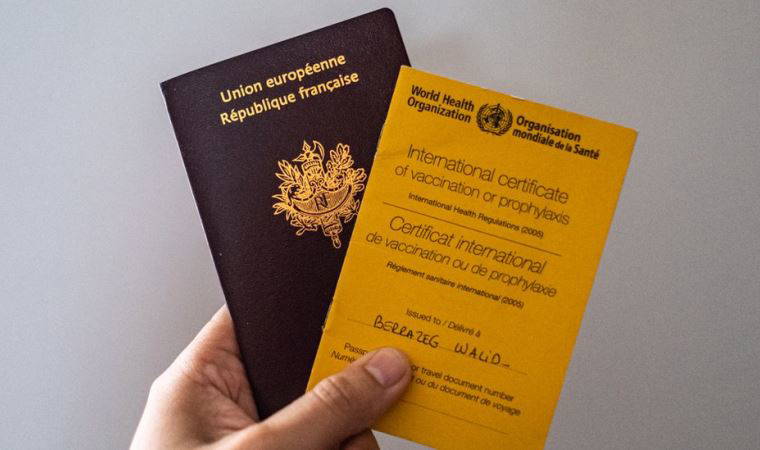 Union européenne
République française
World Health
Organization
Organisation
mondiale de la Santé
International certificate
of vaccination or prophylaxis
International Health Regulations (2005)
Certificat international
de vaccination ou de prophylaxie
Règlement sanitaire international (2005)
Issued to / Délivré à
BERRAZEG WALID
or travel document number
ou du document de voyage